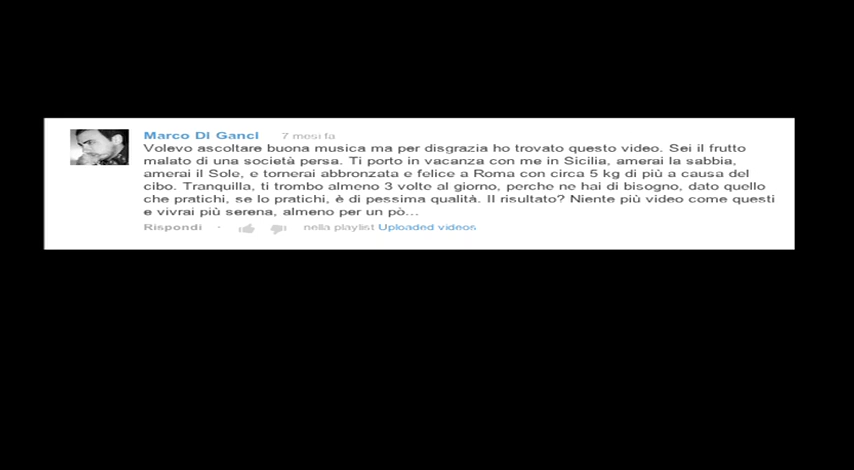 Marco Di Ganci 7 mesi fa
Volevo ascoltare buona musica ma per disgrazia ho trovato questo video. Sei il frutto
malato di una società persa. Ti porto in vacanza con me in Sicilia, amerai la sabbia,
amerai il Sole, e tornerai abbronzata e felice a Roma con circa 5 kg di più a causa del
cibo. Tranquilla, ti trombo almeno 3 volte al giorno, perche ne hai di bisogno, dato quello
che pratichi, se lo pratichi, è di pessima qualità. Il risultato? Niente più video come questi
e vivrai più serena, almeno per un pò...
Rispondi · nella playlist Uploaded videos